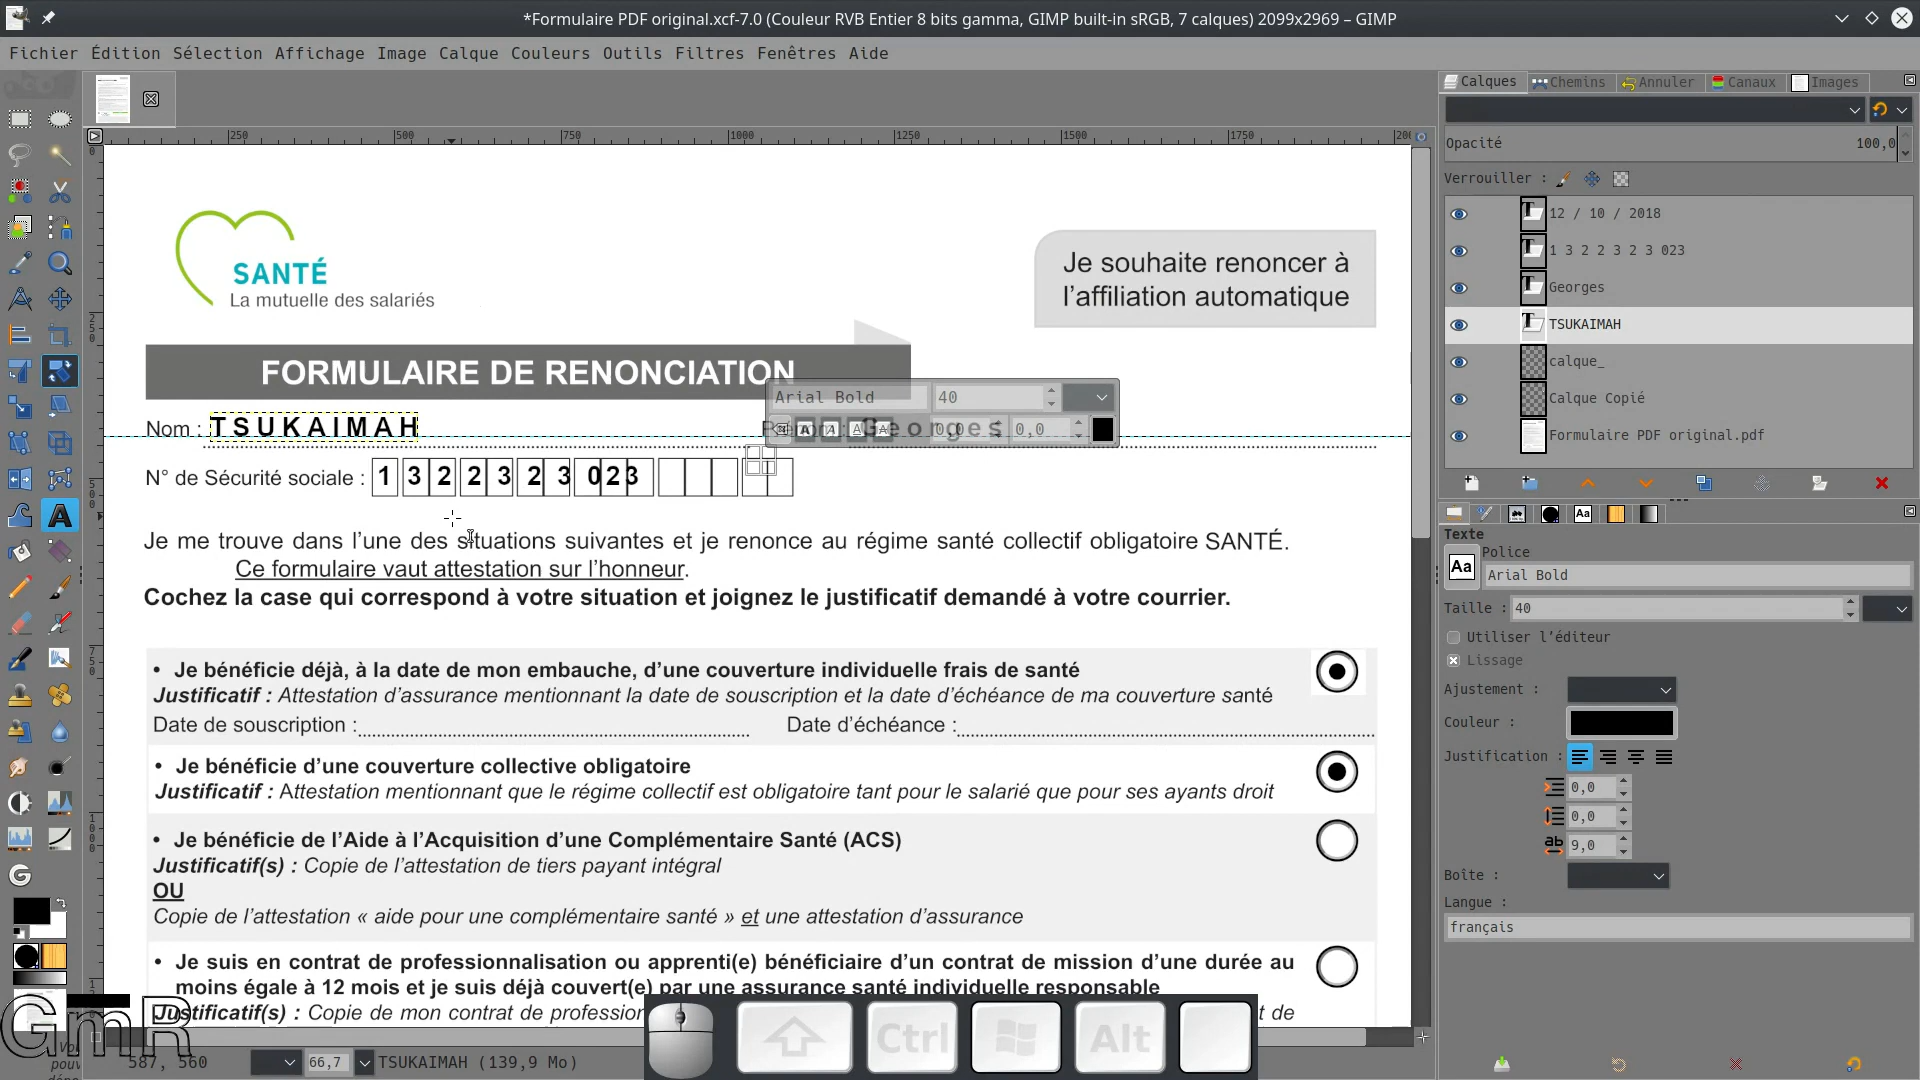 *Formulaire PDF original.xcf-7.0 (Couleur RVB Entier 8 bits gamma, GIMP built-in sRGB, 7 calques) 2099x2969 – GIMP
Fichier Édition Sélection Affichage Image Calque Couleurs Outils Filtres Fenêtres Aide
250 500 750 1000 1250 1500 1750
SANTÉ
La mutuelle des salariés
Je souhaite renoncer à
l’affiliation automatique
FORMULAIRE DE RENONCIATION
Arial Bold 40
Nom : TSUKAIMAH
Georges
0,0
N° de Sécurité sociale : 1 3 2 2 3 2 3 023
Je me trouve dans l’une des situations suivantes et je renonce au régime santé collectif obligatoire SANTÉ.
Ce formulaire vaut attestation sur l’honneur.
Cochez la case qui correspond à votre situation et joignez le justificatif demandé à votre courrier.
• Je bénéficie déjà, à la date de mon embauche, d’une couverture individuelle frais de santé
Justificatif : Attestation d’assurance mentionnant la date de souscription et la date d’échéance de ma couverture santé
Date de souscription : Date d’échéance :
• Je bénéficie d’une couverture collective obligatoire
Justificatif : Attestation mentionnant que le régime collectif est obligatoire tant pour le salarié que pour ses ayants droit
• Je bénéficie de l’Aide à l’Acquisition d’une Complémentaire Santé (ACS)
Justificatif(s) : Copie de l’attestation de tiers payant intégral
OU
Copie de l’attestation « aide pour une complémentaire santé » et une attestation d’assurance
• Je suis en contrat de professionnalisation ou apprenti(e) bénéficiaire d’un contrat de mission d’une durée au
moins égale à 12 mois et je suis déjà couvert(e) par une assurance santé individuelle responsable
Justificatif(s) : Copie de mon contrat de profession
t de
GmR
Ctrl Alt
587, 560 66,7 TSUKAIMAH (139,9 Mo)
Calques Chemins Annuler Canaux Images
Opacité 100,0
Verrouiller :
12 / 10 / 2018
1 3 2 2 3 2 3 023
Georges
TSUKAIMAH
calque_
Calque Copié
Formulaire PDF original.pdf
Texte
Police
Aa Arial Bold
Taille : 40
Utiliser l’éditeur
Lissage
Ajustement :
Couleur :
Justification :
0,0
0,0
9,0
Boîte :
Langue :
français